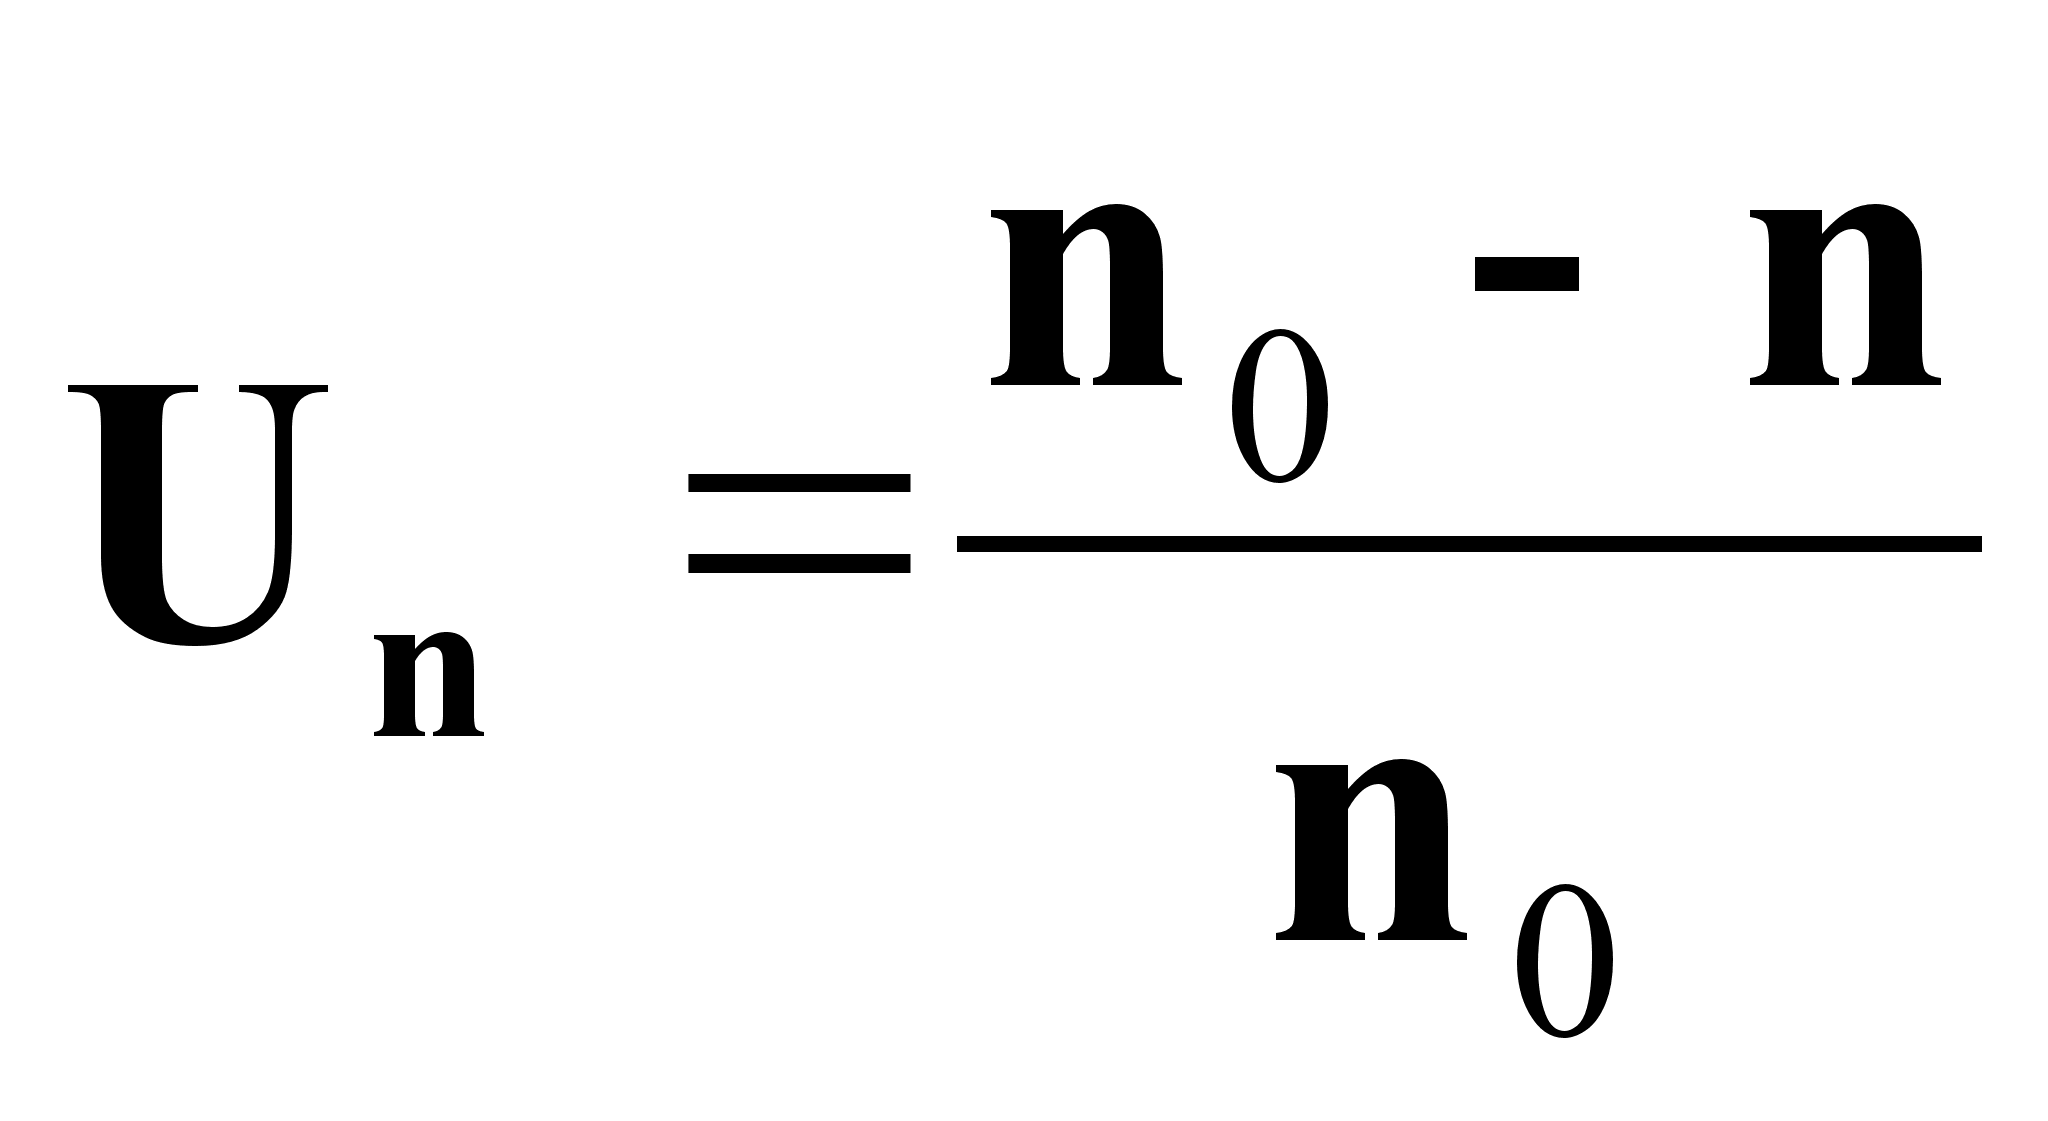 Uₙ = (n₀ - n) / n₀